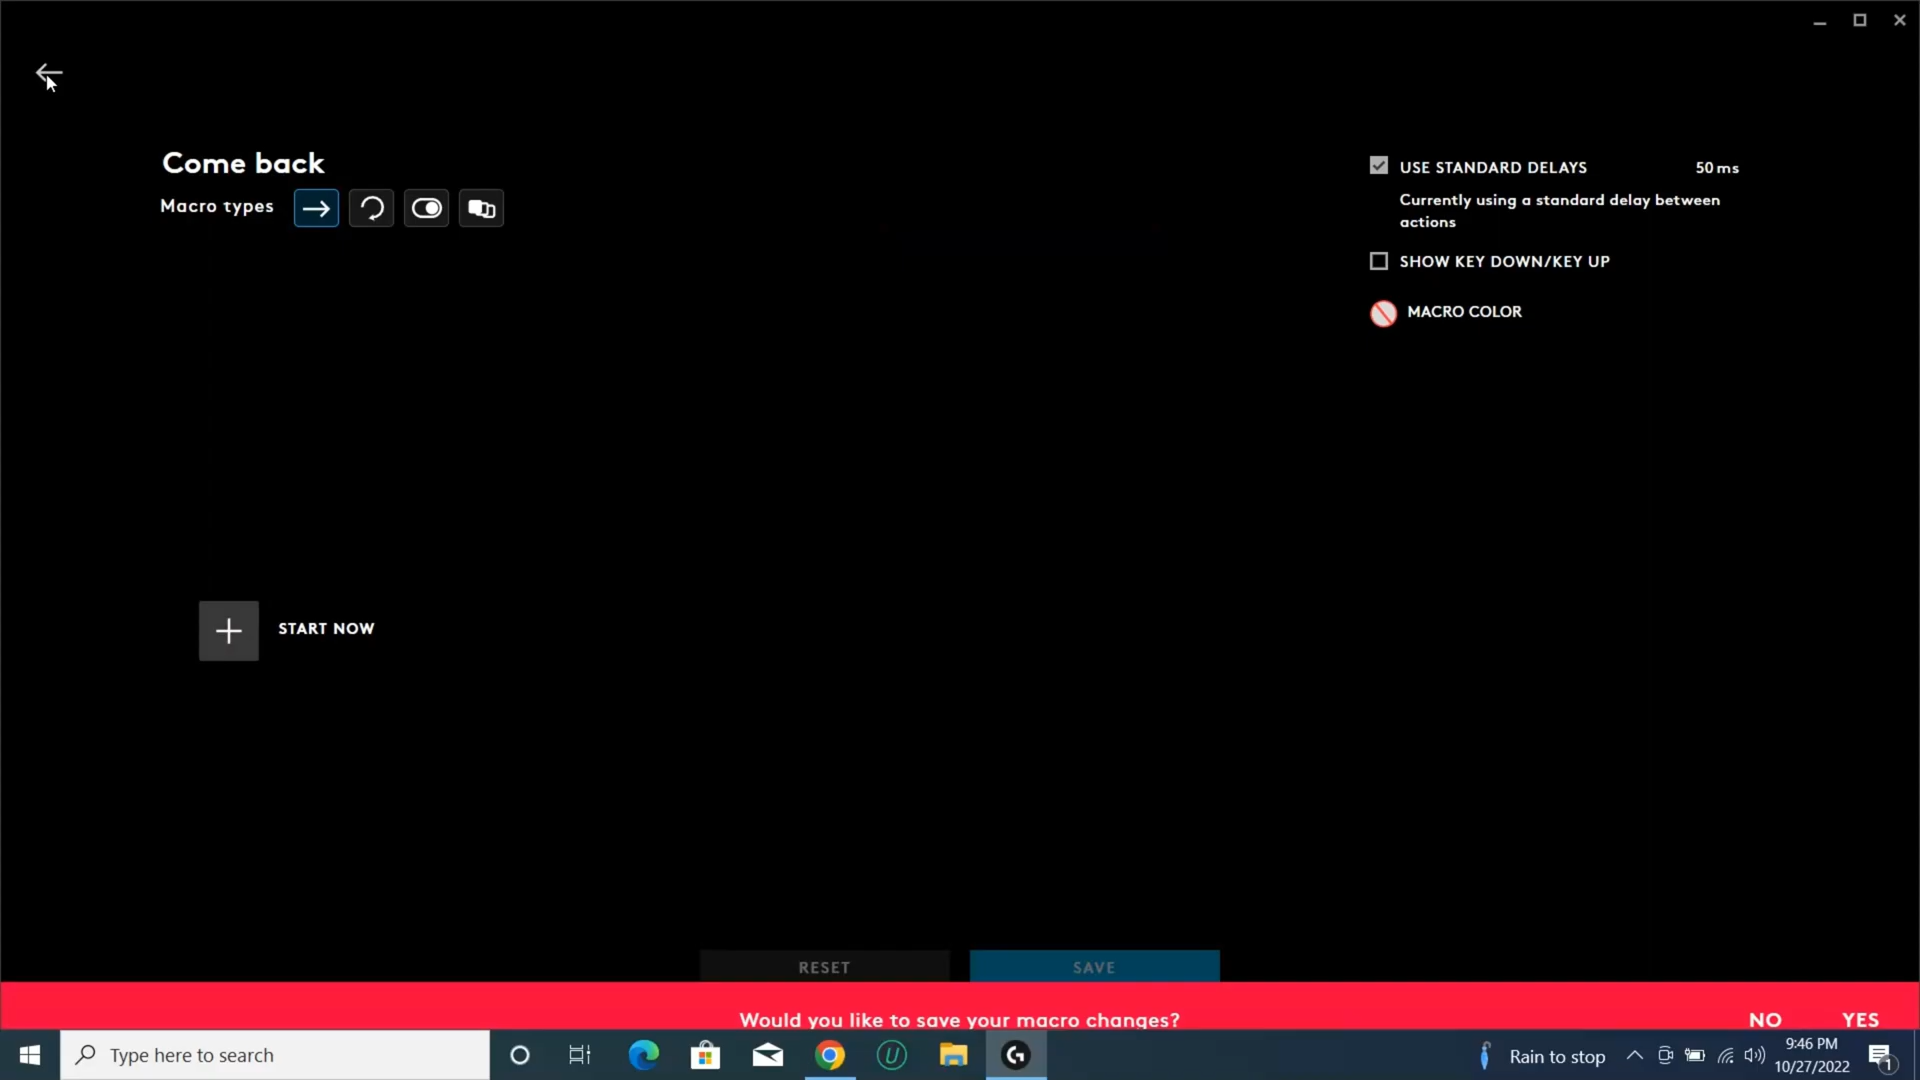 Come back
Macro types
USE STANDARD DELAYS 50 ms
Currently using a standard delay between
actions
SHOW KEY DOWN/KEY UP
MACRO COLOR
START NOW
RESET SAVE
Would you like to save your macro changes? NO YES
Type here to search
Rain to stop
9:46 PM
10/27/2022
1